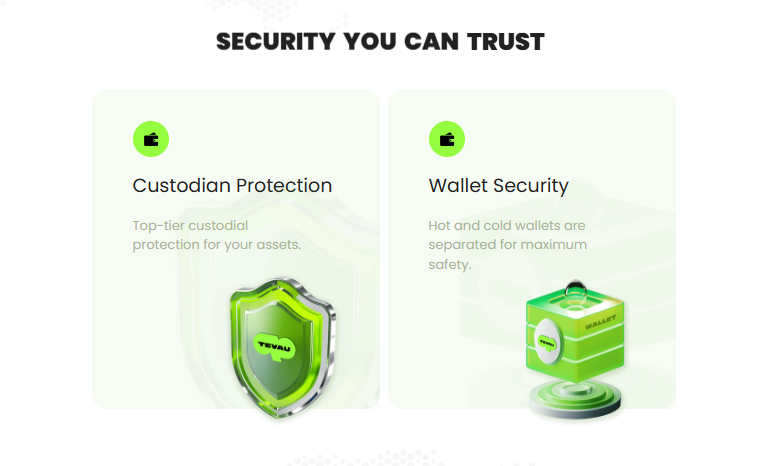 SECURITY YOU CAN TRUST
Custodian Protection
Top-tier custodial
protection for your assets.
TEVAU
Wallet Security
Hot and cold wallets are
separated for maximum
safety.
WALLET
TEVAU